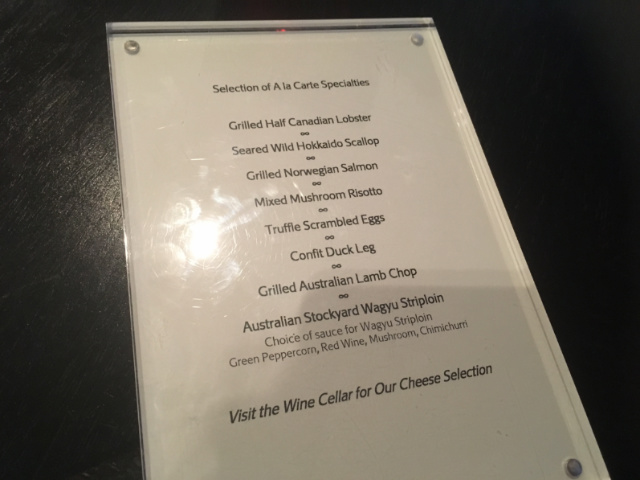 Selection of A la Carte Specialties
Grilled Half Canadian Lobster
∞
Seared Wild Hokkaido Scallop
∞
Grilled Norwegian Salmon
∞
Mixed Mushroom Risotto
∞
Truffle Scrambled Eggs
∞
Confit Duck Leg
∞
Grilled Australian Lamb Chop
∞
Australian Stockyard Wagyu Striploin
Choice of sauce for Wagyu Striploin
Green Peppercorn, Red Wine, Mushroom, Chimichurri
Visit the Wine Cellar for Our Cheese Selection